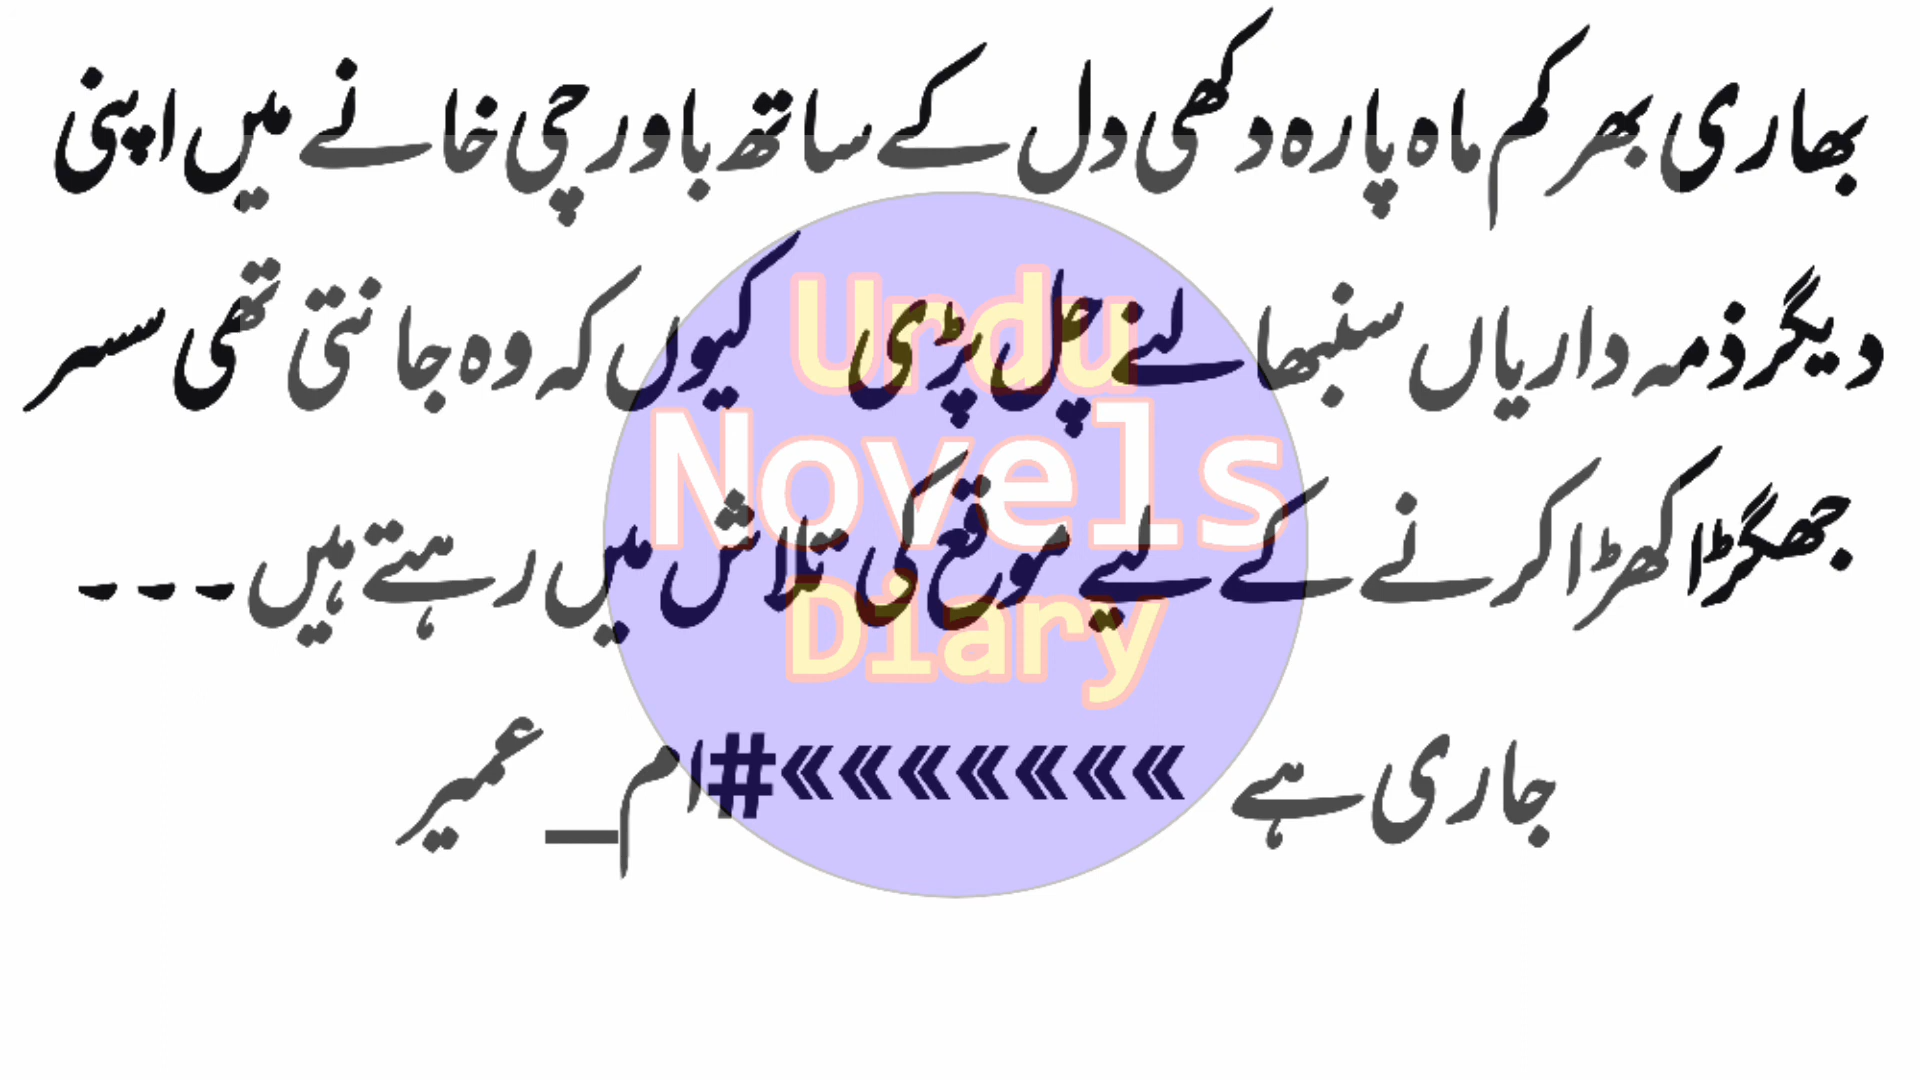 بھاری بھر کم ماہ پارہ دکھی دل کے ساتھ باورچی خانے میں اپنی
دیگر ذمہ داریاں سنبھالنے چل پڑی کیوں کہ وہ جانتی تھی سسر
جھگڑا کھڑا کرنے کے لیے موقع کی تلاش میں رہتے ہیں۔۔۔
جاری ہے »»»»»»»#ام_عمیر
Urdu
Novels
Diary